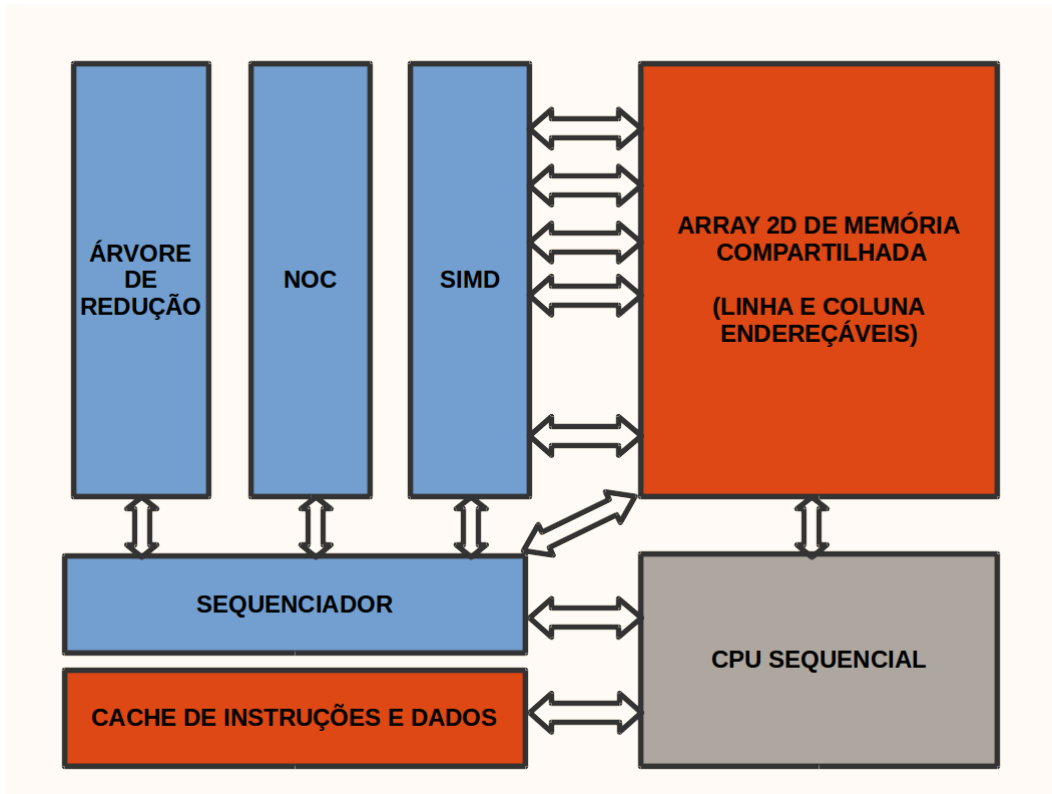 ÁRVORE
DE
REDUÇÃO
NOC
SIMD
ARRAY 2D DE MEMÓRIA
COMPARTILHADA
(LINHA E COLUNA
ENDEREÇÁVEIS)
SEQUENCIADOR
CPU SEQUENCIAL
CACHE DE INSTRUÇÕES E DADOS